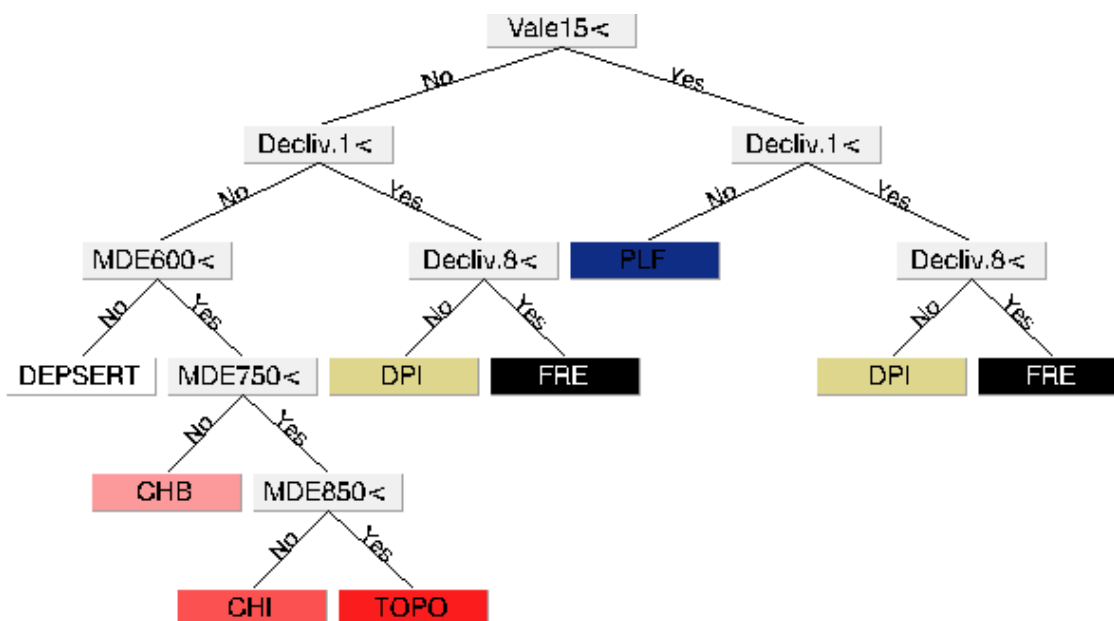 Vale15<
No
Yes
Decliv.1<
Decliv.1<
No
Yes
No
Yes
MDE600<
Decliv.8<
PLF
Decliv.8<
No
Yes
No
Yes
No
Yes
DEPSERT
MDE750<
DPI
FRE
DPI
FRE
No
Yes
CHB
MDE850<
No
Yes
CHI
TOPO